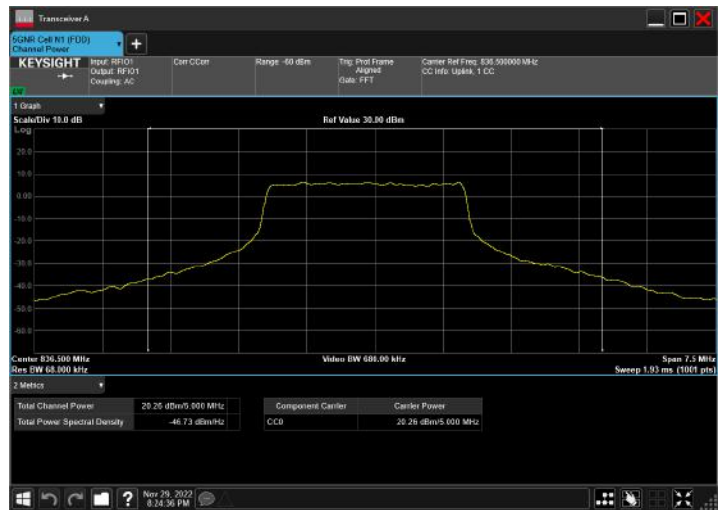 Transceiver A
5GNR Cell N1 (FDD)
Channel Power
KEYSIGHT
Input: RFIO1
Output: RFIO1
Coupling: AC
Corr CCorr
Range: -60 dBm
Trig: Prd Frame
Aligned
Gate: FFT
Carrier Ref Freq: 836.500000 MHz
CC Info: Uplink, 1 CC
1 Graph
Scale/Div 10.0 dB
Ref Value 30.00 dBm
Log
20.0
10.0
0.00
-10.0
-20.0
-30.0
-40.0
-50.0
-60.0
Center 836.500 MHz
Video BW 680.00 kHz
Span 7.5 MHz
Res BW 68.000 kHz
Sweep 1.93 ms (1001 pts)
2 Metrics
Total Channel Power 20.26 dBm/5.000 MHz
Total Power Spectral Density -46.73 dBm/Hz
Component Carrier Carrier Power
CC0 20.26 dBm/5.000 MHz
?
Nov 29, 2022
8:24:36 PM